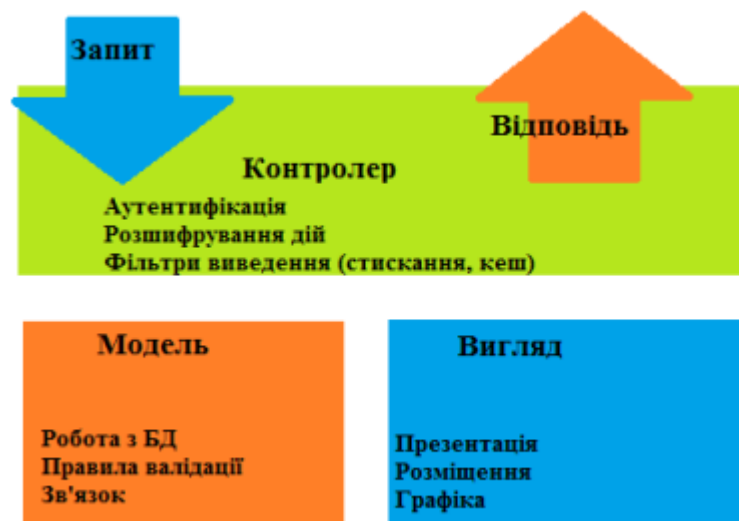 Запит
Відповідь
Контролер
Аутентифікація
Розшифрування дій
Фільтри виведення (стискання, кеш)
Модель
Робота з БД
Правила валідації
Зв'язок
Вигляд
Презентація
Розміщення
Графіка